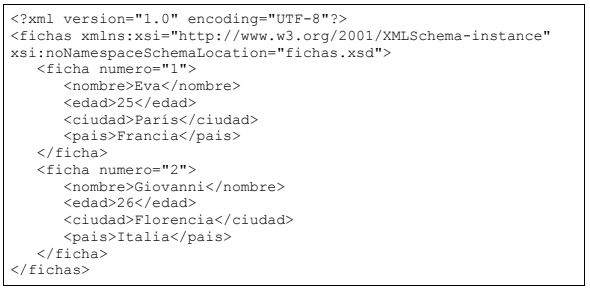 <?xml version="1.0" encoding="UTF-8"?>
<fichas xmlns:xsi="http://www.w3.org/2001/XMLSchema-instance"
xsi:noNamespaceSchemaLocation="fichas.xsd">
   <ficha numero="1">
      <nombre>Eva</nombre>
      <edad>25</edad>
      <ciudad>París</ciudad>
      <pais>Francia</pais>
   </ficha>
   <ficha numero="2">
      <nombre>Giovanni</nombre>
      <edad>26</edad>
      <ciudad>Florencia</ciudad>
      <pais>Italia</pais>
   </ficha>
</fichas>